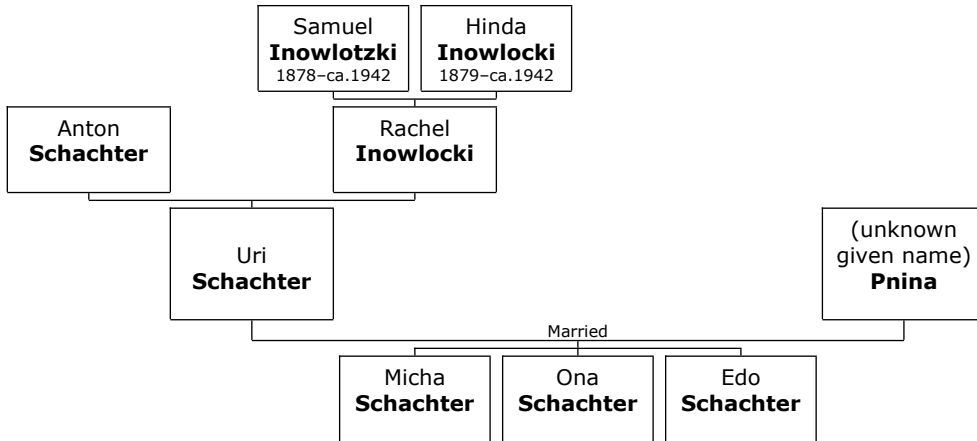 Samuel
Inowlotzki
1878–ca.1942
Hinda
Inowlocki
1879–ca.1942
Anton
Schachter
Rachel
Inowlocki
Uri
Schachter
(unknown
given name)
Pnina
Married
Micha
Schachter
Ona
Schachter
Edo
Schachter